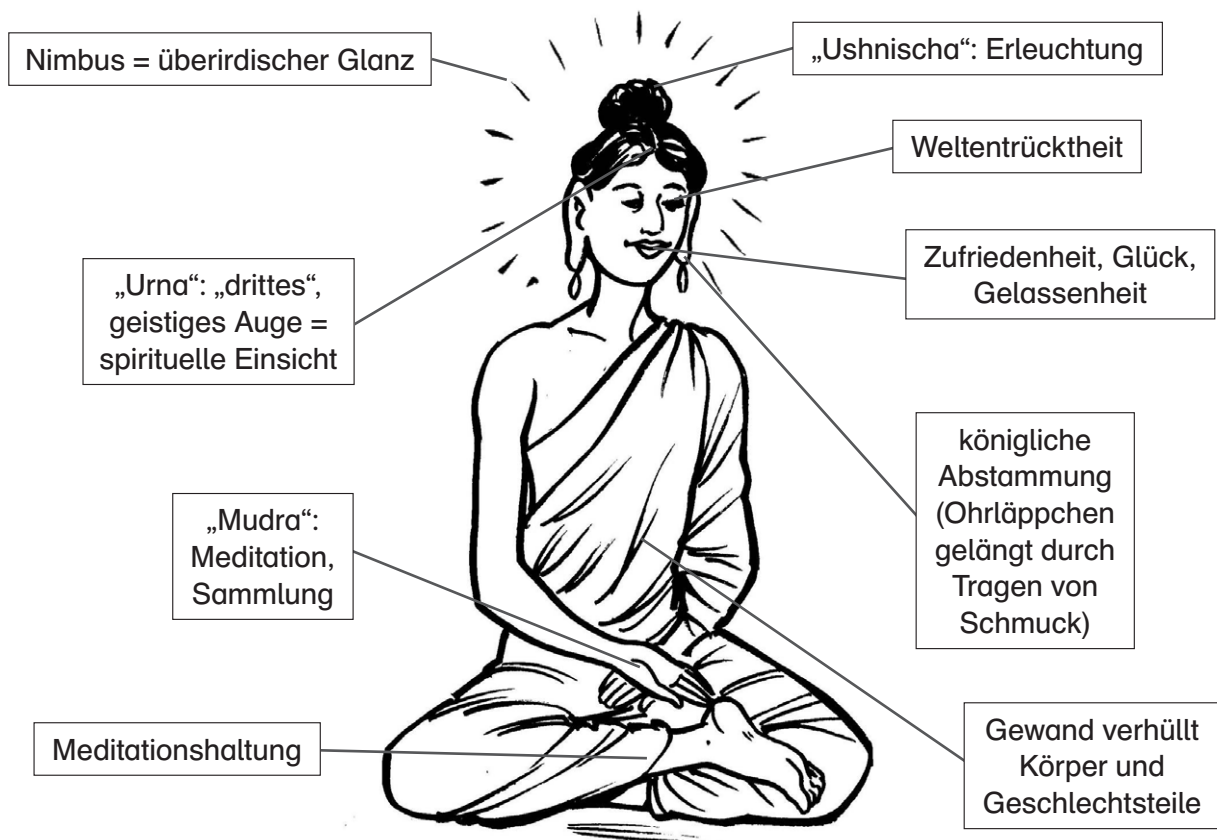 Nimbus = überirdischer Glanz
„Ushnischa“: Erleuchtung
Weltentrücktheit
Zufriedenheit, Glück,
Gelassenheit
„Urna“: „drittes“,
geistiges Auge =
spirituelle Einsicht
königliche
Abstammung
(Ohrläppchen
gelängt durch
Tragen von
Schmuck)
„Mudra“:
Meditation,
Sammlung
Meditationshaltung
Gewand verhüllt
Körper und
Geschlechtsteile